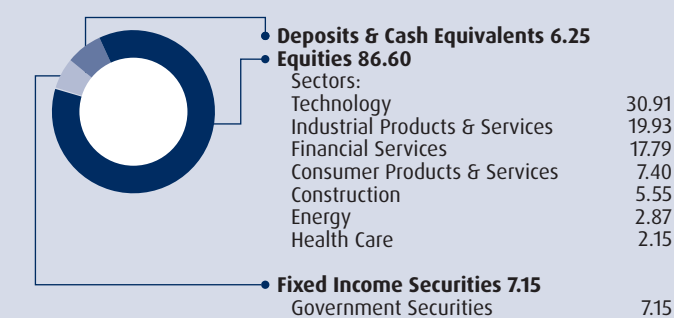 Deposits & Cash Equivalents 6.25
Equities 86.60
Sectors:
Technology 30.91
Industrial Products & Services 19.93
Financial Services 17.79
Consumer Products & Services 7.40
Construction 5.55
Energy 2.87
Health Care 2.15
Fixed Income Securities 7.15
Government Securities 7.15